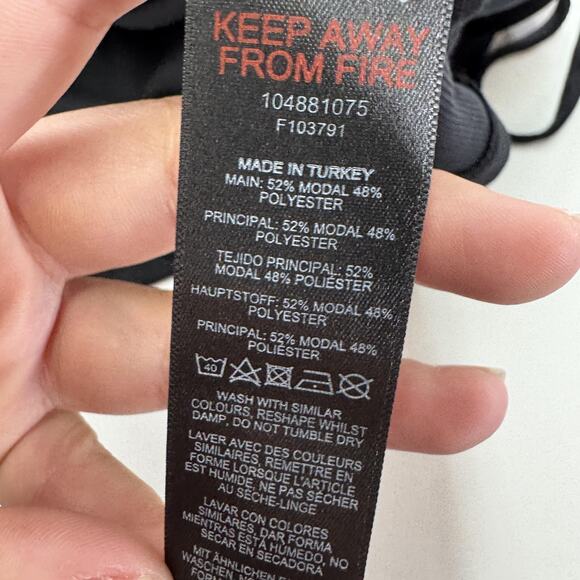 KEEP AWAY
FROM FIRE
104881075
F103791
MADE IN TURKEY
MAIN: 52% MODAL 48%
POLYESTER
PRINCIPAL: 52% MODAL 48%
POLYESTER
TEJIDO PRINCIPAL: 52%
MODAL 48% POLIÉSTER
HAUPTSTOFF: 52% MODAL 48%
POLYESTER
PRINCIPAL: 52% MODAL 48%
POLIÉSTER
40
WASH WITH SIMILAR
COLOURS, RESHAPE WHILST
DAMP, DO NOT TUMBLE DRY
LAVER AVEC DES COULEURS
SIMILAIRES, REMETTRE EN
FORME LORSQUE L'ARTICLE
EST HUMIDE, NE PAS SÉCHER
AU SÈCHE-LINGE
LAVAR CON COLORES
SIMILARES, DAR FORMA
MIENTRAS ESTÁ HÚMEDO, NO
SECAR EN SECADORA
MIT ÄHNLICHEN
WASCHEN,